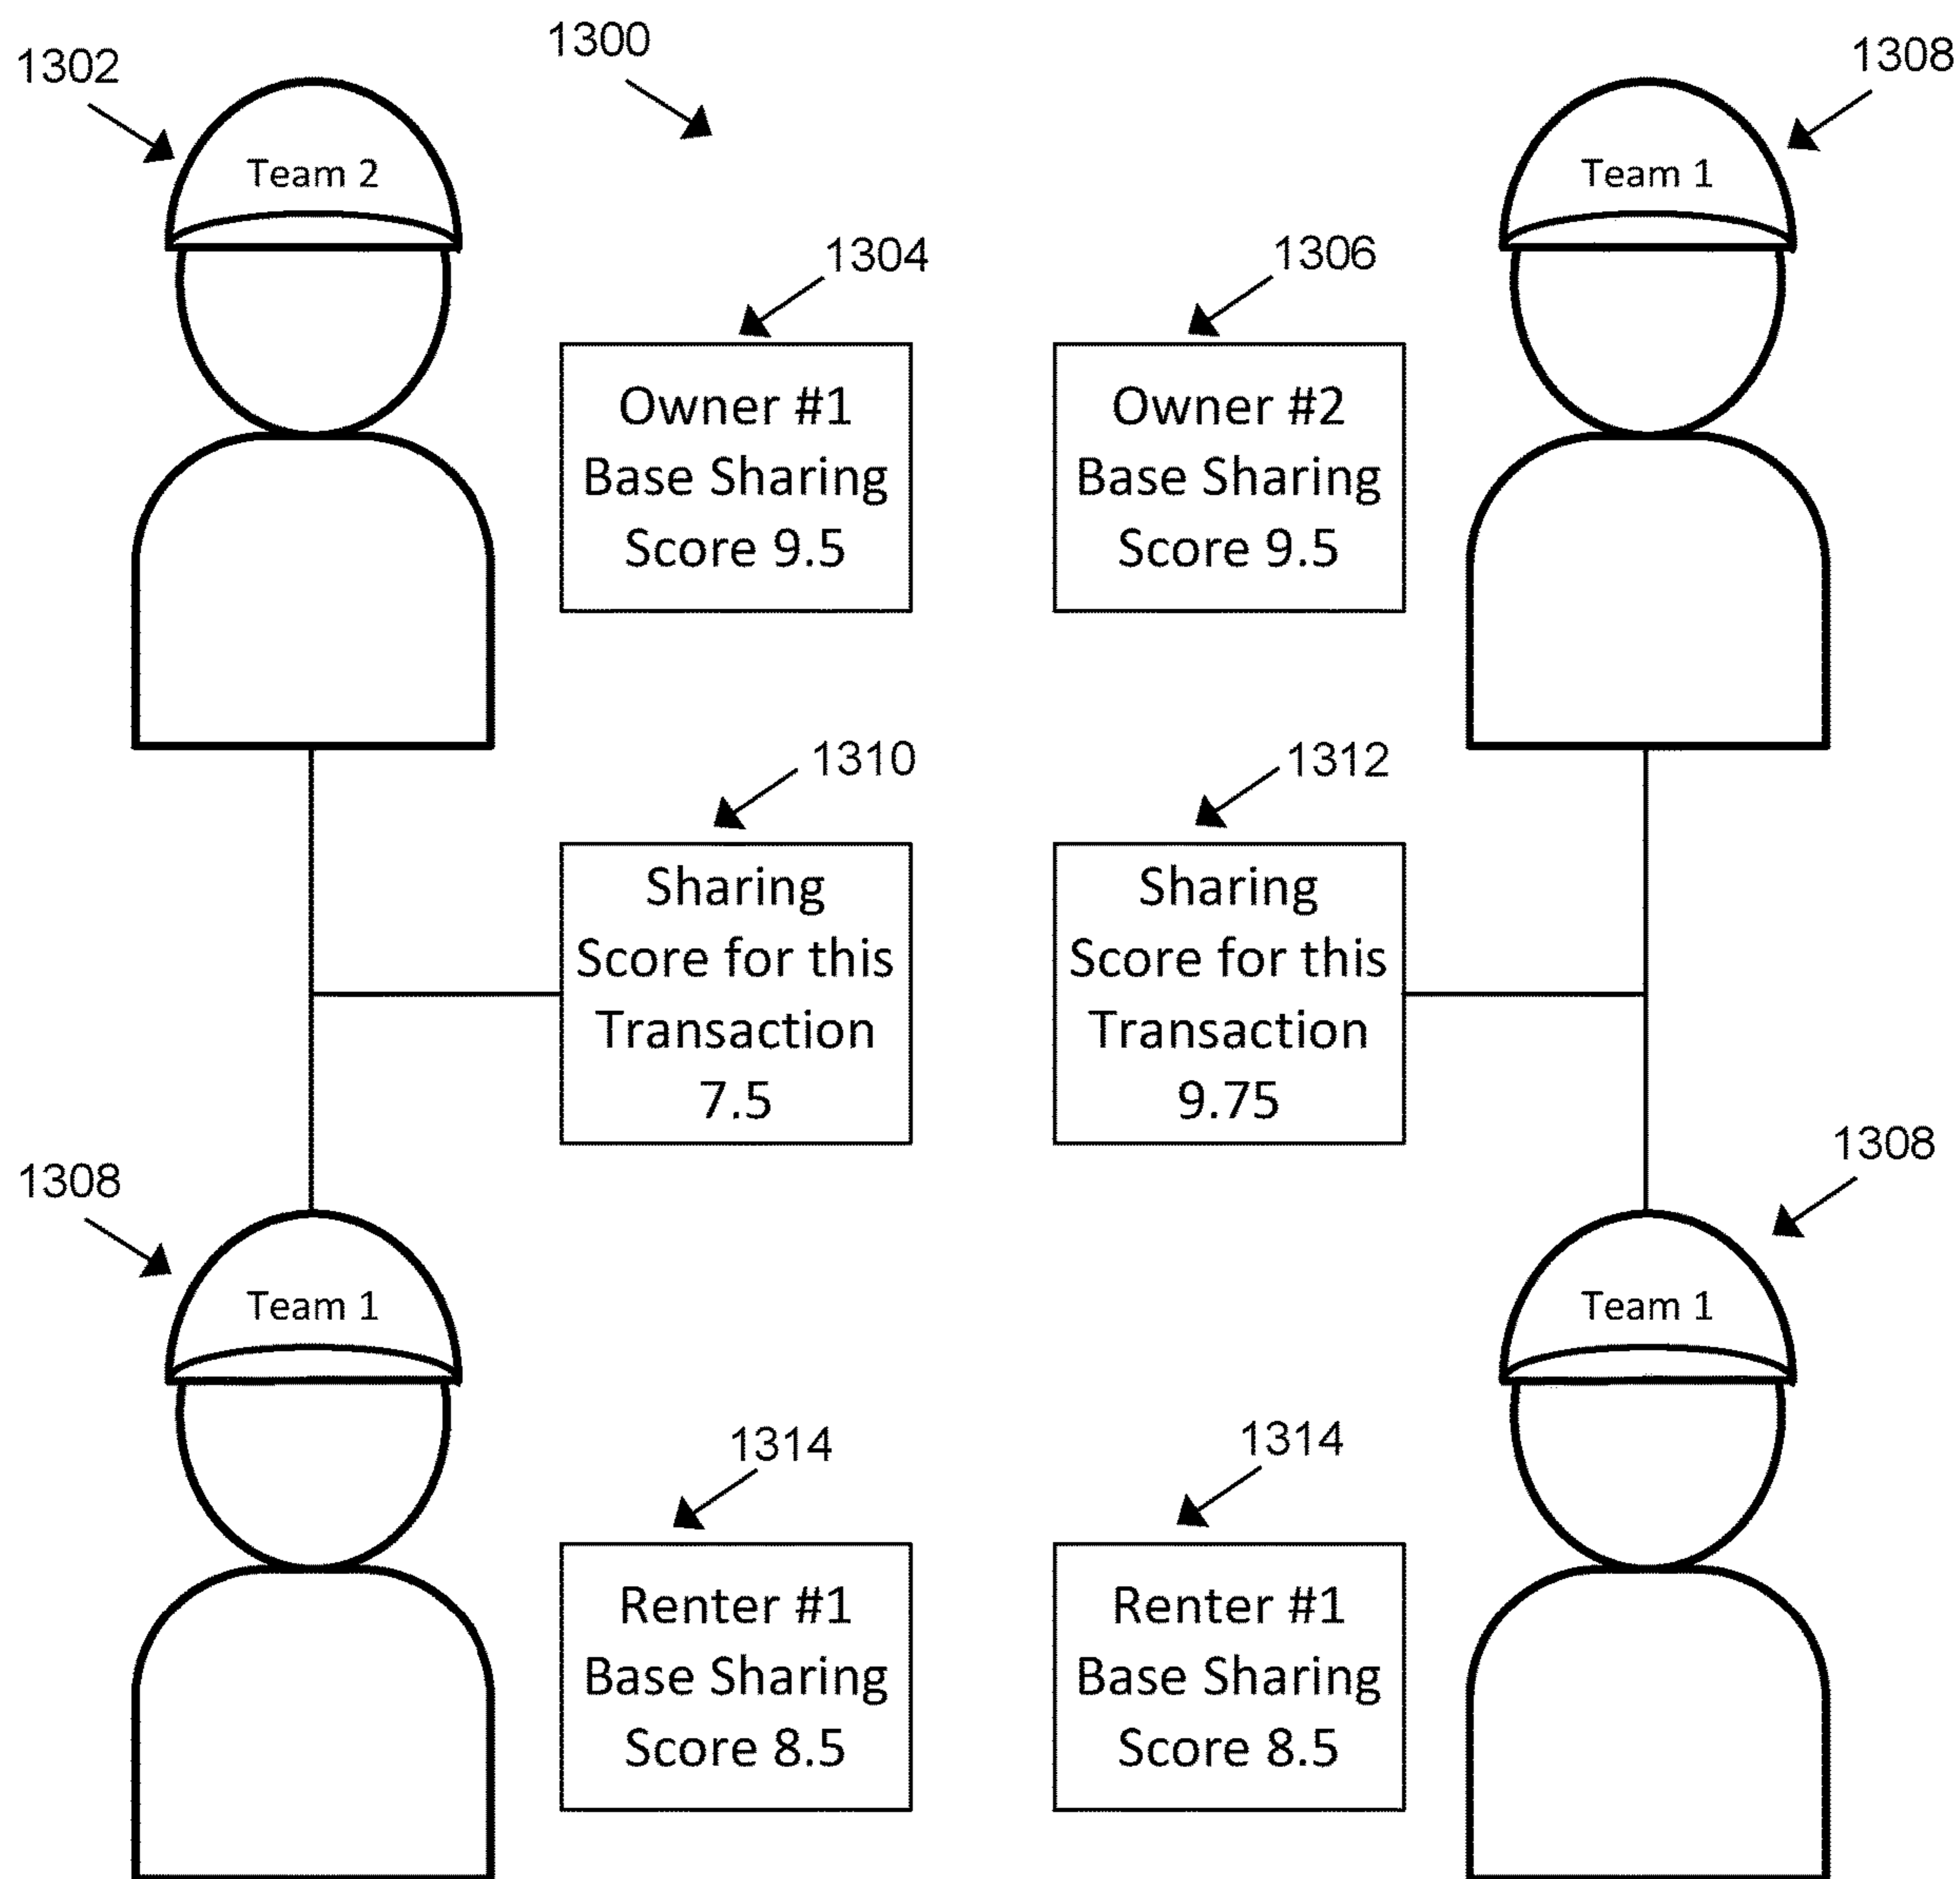 1300
1302
1308
Team 2
Team 1
1304
1306
Owner #1
Base Sharing
Score 9.5
Owner #2
Base Sharing
Score 9.5
1310
1312
Sharing
Score for this
Transaction
7.5
Sharing
Score for this
Transaction
9.75
1308
1308
Team 1
Team 1
1314
1314
Renter #1
Base Sharing
Score 8.5
Renter #1
Base Sharing
Score 8.5